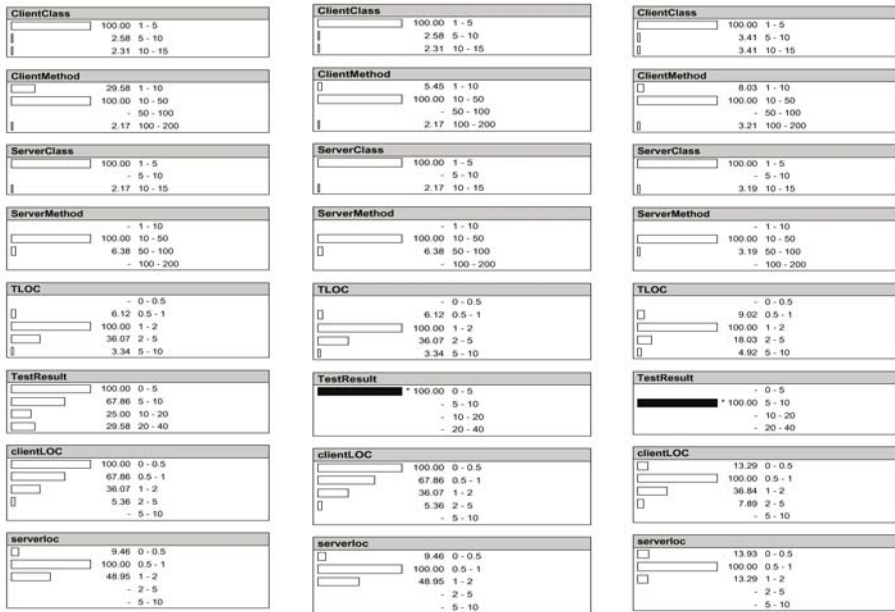 ClientClass
100.00 1 - 5
2.58 5 - 10
2.31 10 - 15
ClientMethod
29.58 1 - 10
100.00 10 - 50
- 50 - 100
2.17 100 - 200
ServerClass
100.00 1 - 5
- 5 - 10
2.17 10 - 15
ServerMethod
- 1 - 10
100.00 10 - 50
6.38 50 - 100
- 100 - 200
TLOC
- 0 - 0.5
6.12 0.5 - 1
100.00 1 - 2
36.07 2 - 5
3.34 5 - 10
TestResult
100.00 0 - 5
67.86 5 - 10
25.00 10 - 20
29.58 20 - 40
clientLOC
100.00 0 - 0.5
67.86 0.5 - 1
36.07 1 - 2
5.36 2 - 5
- 5 - 10
serverloc
9.46 0 - 0.5
100.00 0.5 - 1
48.95 1 - 2
- 2 - 5
- 5 - 10
ClientClass
100.00 1 - 5
2.58 5 - 10
2.31 10 - 15
ClientMethod
5.45 1 - 10
100.00 10 - 50
- 50 - 100
2.17 100 - 200
ServerClass
100.00 1 - 5
- 5 - 10
2.17 10 - 15
ServerMethod
- 1 - 10
100.00 10 - 50
6.38 50 - 100
- 100 - 200
TLOC
- 0 - 0.5
6.12 0.5 - 1
100.00 1 - 2
36.07 2 - 5
3.34 5 - 10
TestResult
* 100.00 0 - 5
- 5 - 10
- 10 - 20
- 20 - 40
clientLOC
100.00 0 - 0.5
67.86 0.5 - 1
36.07 1 - 2
5.36 2 - 5
- 5 - 10
serverloc
9.46 0 - 0.5
100.00 0.5 - 1
48.95 1 - 2
- 2 - 5
- 5 - 10
ClientClass
100.00 1 - 5
3.41 5 - 10
3.41 10 - 15
ClientMethod
8.03 1 - 10
100.00 10 - 50
- 50 - 100
3.21 100 - 200
ServerClass
100.00 1 - 5
- 5 - 10
3.19 10 - 15
ServerMethod
- 1 - 10
100.00 10 - 50
3.19 50 - 100
- 100 - 200
TLOC
- 0 - 0.5
9.02 0.5 - 1
100.00 1 - 2
18.03 2 - 5
4.92 5 - 10
TestResult
- 0 - 5
* 100.00 5 - 10
- 10 - 20
- 20 - 40
clientLOC
13.29 0 - 0.5
100.00 0.5 - 1
36.84 1 - 2
7.89 2 - 5
- 5 - 10
serverloc
13.93 0 - 0.5
100.00 0.5 - 1
13.29 1 - 2
- 2 - 5
- 5 - 10